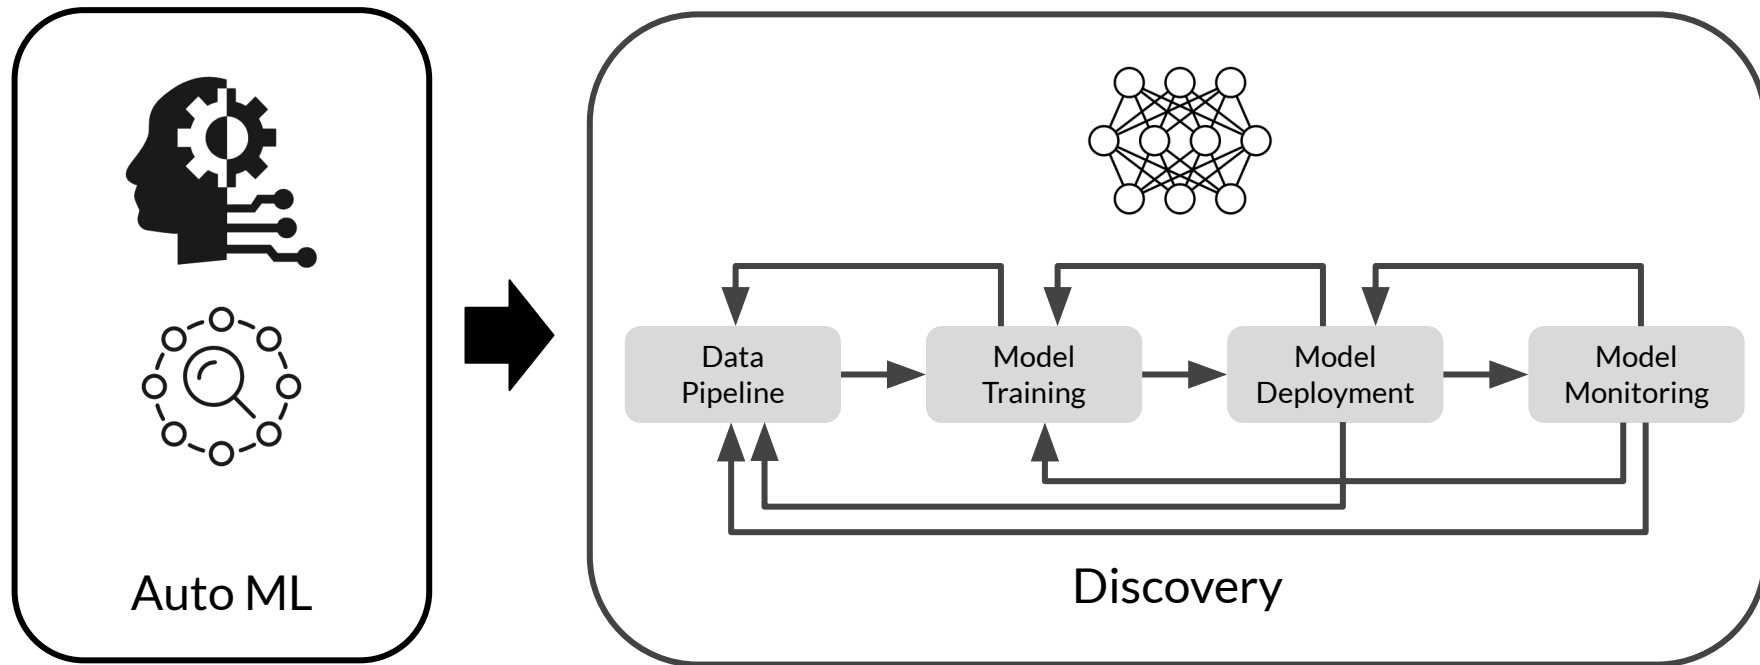 Data
Pipeline
Model
Training
Model
Deployment
Model
Monitoring
Auto ML
Discovery